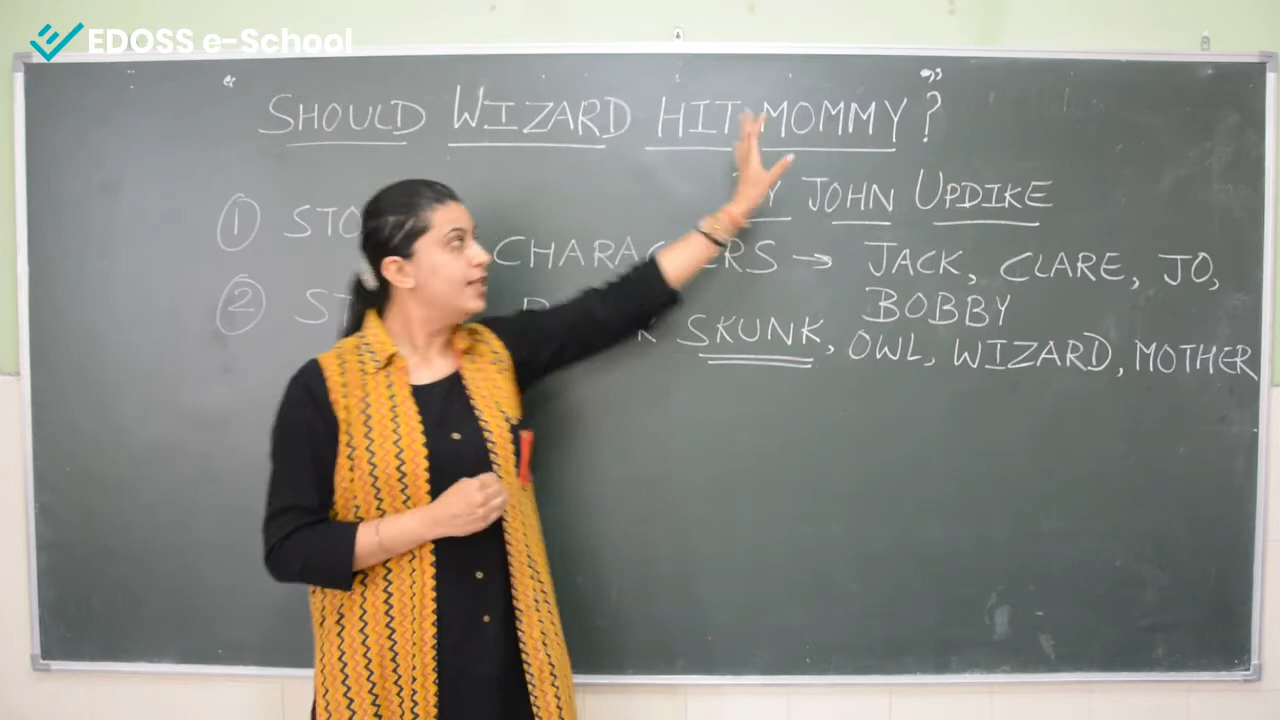 EDOSS e-School
SHOULD WIZARD HIT MOMMY?
BY JOHN UPDIKE
① STO CHARACTERS → JACK, CLARE, JO,
BOBBY
② ST SKUNK, OWL, WIZARD, MOTHER